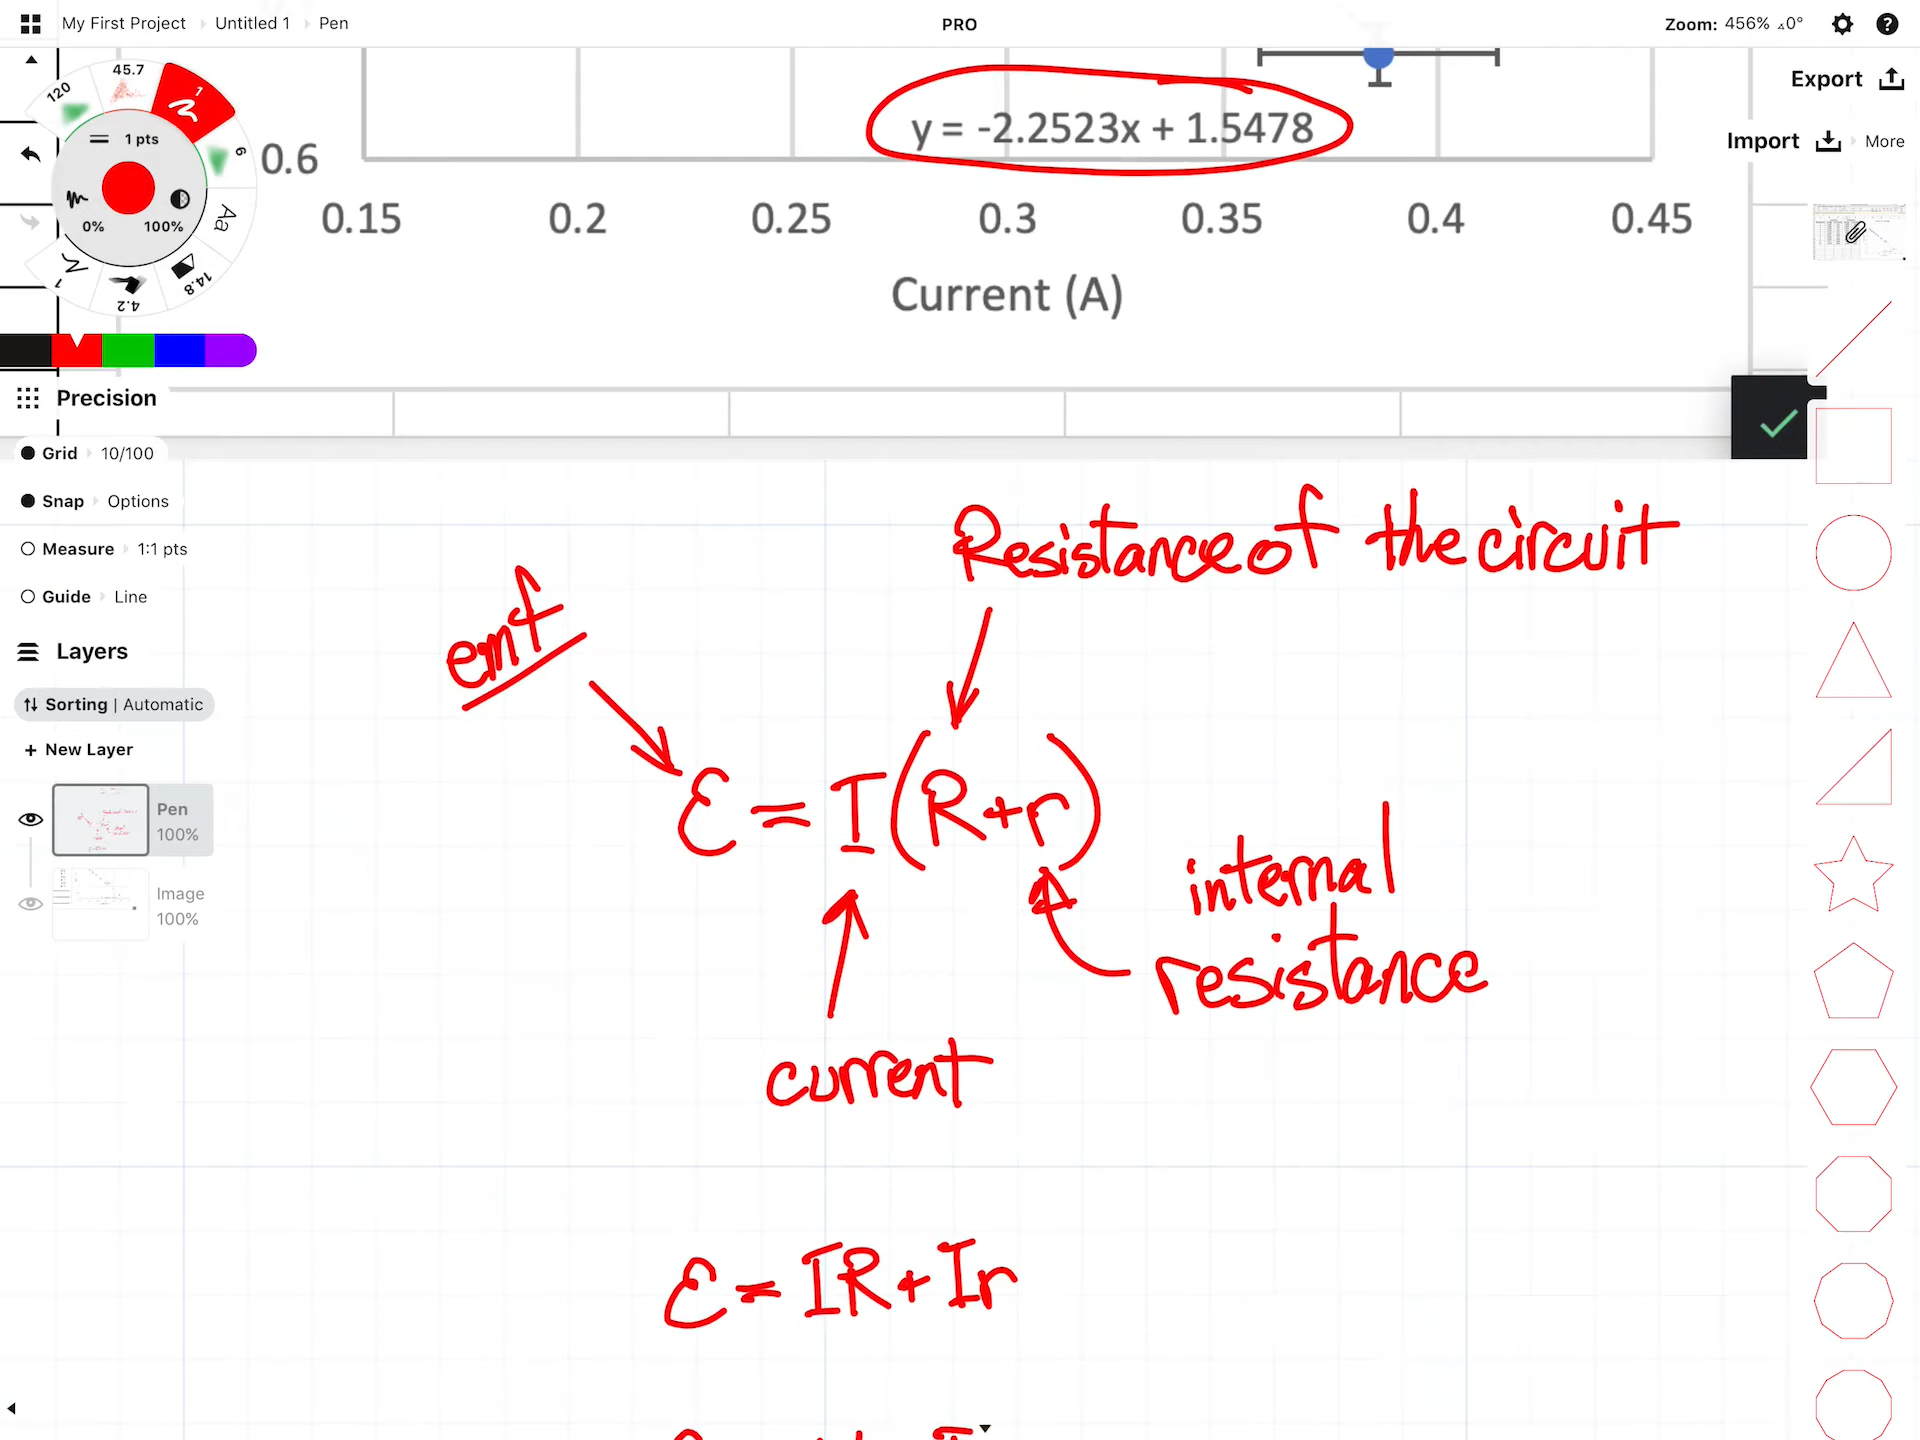 My First Project Untitled 1 Pen
PRO
Zoom: 456% 0°
Export
Import More
120
45.7
1
1 pts
6
0%
100%
Aa
14.8
4.2
1
y = -2.2523x + 1.5478
0.6
0.15 0.2 0.25 0.3 0.35 0.4 0.45
Current (A)
Precision
Grid 10/100
Snap Options
Measure 1:1 pts
Guide Line
Layers
Sorting | Automatic
+ New Layer
Pen
100%
Image
100%
Resistance of the circuit
emf
ℰ = I(R+r)
internal
resistance
current
ℰ = IR + Ir